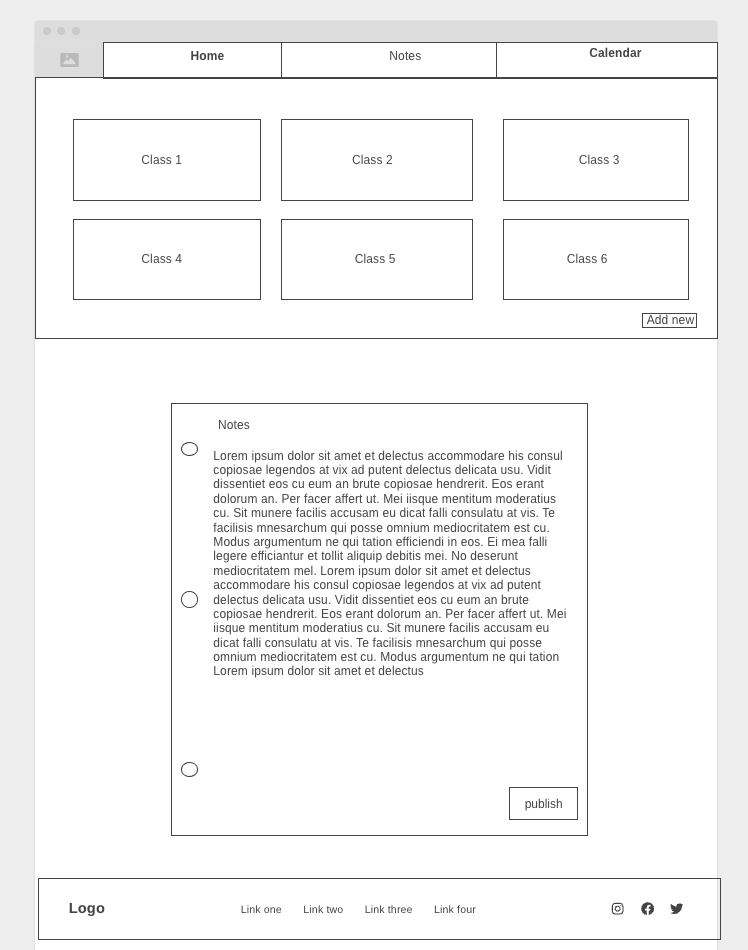 Home
Notes
Calendar
Class 1
Class 2
Class 3
Class 4
Class 5
Class 6
Add new
Notes
Lorem ipsum dolor sit amet et delectus accommodare his consul
copiosae legendos at vix ad putent delectus delicata usu. Vidit
dissentiet eos cu eum an brute copiosae hendrerit. Eos erant
dolorum an. Per facer affert ut. Mei iisque mentitum moderatius
cu. Sit munere facilis accusam eu dicat falli consulatu at vis. Te
facilisis mnesarchum qui posse omnium mediocritatem est cu.
Modus argumentum ne qui tation efficiendi in eos. Ei mea falli
legere efficiantur et tollit aliquip debitis mei. No deserunt
mediocritatem mel. Lorem ipsum dolor sit amet et delectus
accommodare his consul copiosae legendos at vix ad putent
delectus delicata usu. Vidit dissentiet eos cu eum an brute
copiosae hendrerit. Eos erant dolorum an. Per facer affert ut. Mei
iisque mentitum moderatius cu. Sit munere facilis accusam eu
dicat falli consulatu at vis. Te facilisis mnesarchum qui posse
omnium mediocritatem est cu. Modus argumentum ne qui tation
Lorem ipsum dolor sit amet et delectus
publish
Logo
Link one
Link two
Link three
Link four